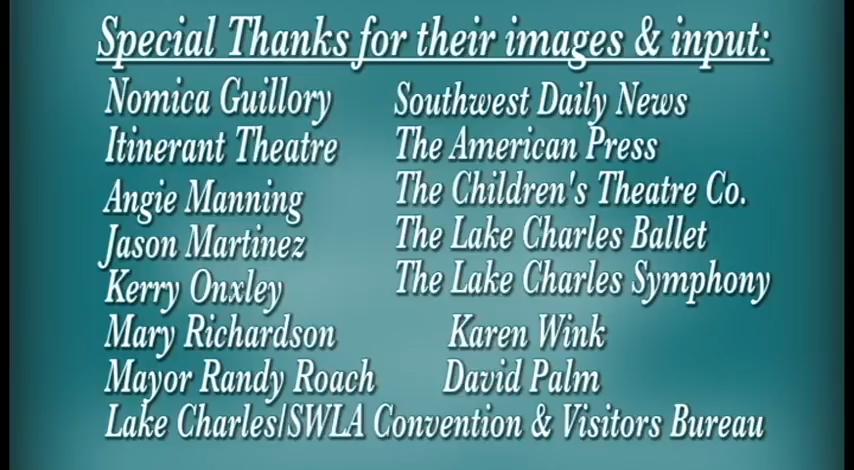 Special Thanks for their images & input:
Nomica Guillory
Itinerant Theatre
Angie Manning
Jason Martinez
Kerry Onxley
Mary Richardson
Mayor Randy Roach
Southwest Daily News
The American Press
The Children's Theatre Co.
The Lake Charles Ballet
The Lake Charles Symphony
Karen Wink
David Palm
Lake Charles/SWLA Convention & Visitors Bureau